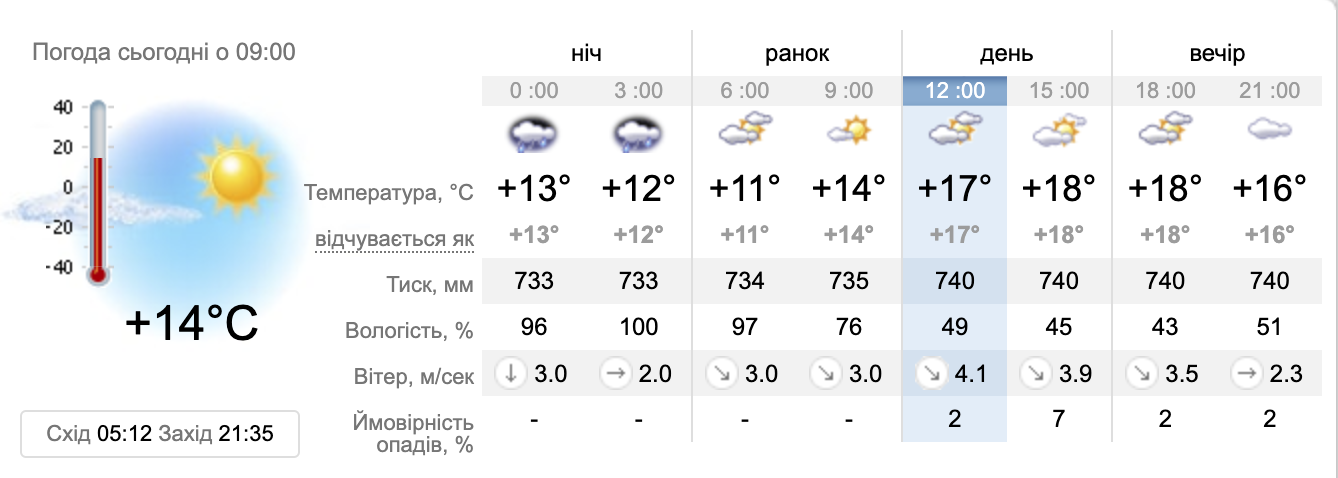 Погода сьогодні о 09:00
40
20
0
-20
-40
+14°C
Схід 05:12 Захід 21:35
ніч ранок день вечір
0 :00 3 :00 6 :00 9 :00 12 :00 15 :00 18 :00 21 :00
Температура, °C +13° +12° +11° +14° +17° +18° +18° +16°
відчувається як +13° +12° +11° +14° +17° +18° +18° +16°
Тиск, мм 733 733 734 735 740 740 740 740
Вологість, % 96 100 97 76 49 45 43 51
Вітер, м/сек 3.0 2.0 3.0 3.0 4.1 3.9 3.5 2.3
Ймовірність
опадів, % - - - - 2 7 2 2